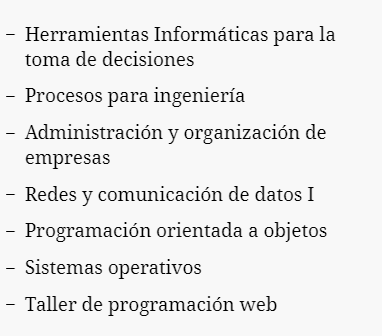 – Herramientas Informáticas para la
toma de decisiones
– Procesos para ingeniería
– Administración y organización de
empresas
– Redes y comunicación de datos I
– Programación orientada a objetos
– Sistemas operativos
– Taller de programación web